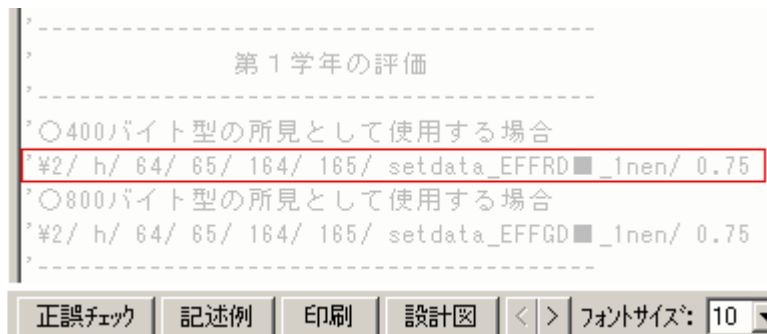 '----------------------------------------
' 第１学年の評価
'----------------------------------------
'○400バイト型の所見として使用する場合
'¥2/ h/ 64/ 65/ 164/ 165/ setdata_EFFRD■_1nen/ 0.75
'○800バイト型の所見として使用する場合
'¥2/ h/ 64/ 65/ 164/ 165/ setdata_EFFGD■_1nen/ 0.75
'----------------------------------------
正誤ﾁｪｯｸ 記述例 印刷 設計図 < > ﾌｫﾝﾄｻｲｽﾞ: 10